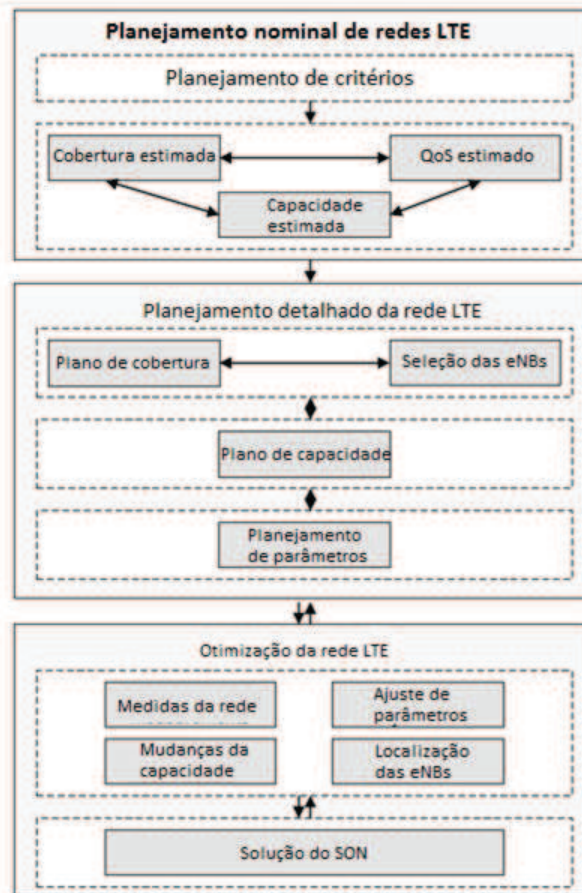 Planejamento nominal de redes LTE
Planejamento de critérios
Cobertura estimada
QoS estimado
Capacidade
estimada
Planejamento detalhado da rede LTE
Plano de cobertura
Seleção das eNBs
Plano de capacidade
Planejamento
de parâmetros
Otimização da rede LTE
Medidas da rede
Ajuste de
parâmetros
Mudanças da
capacidade
Localização
das eNBs
Solução do SON